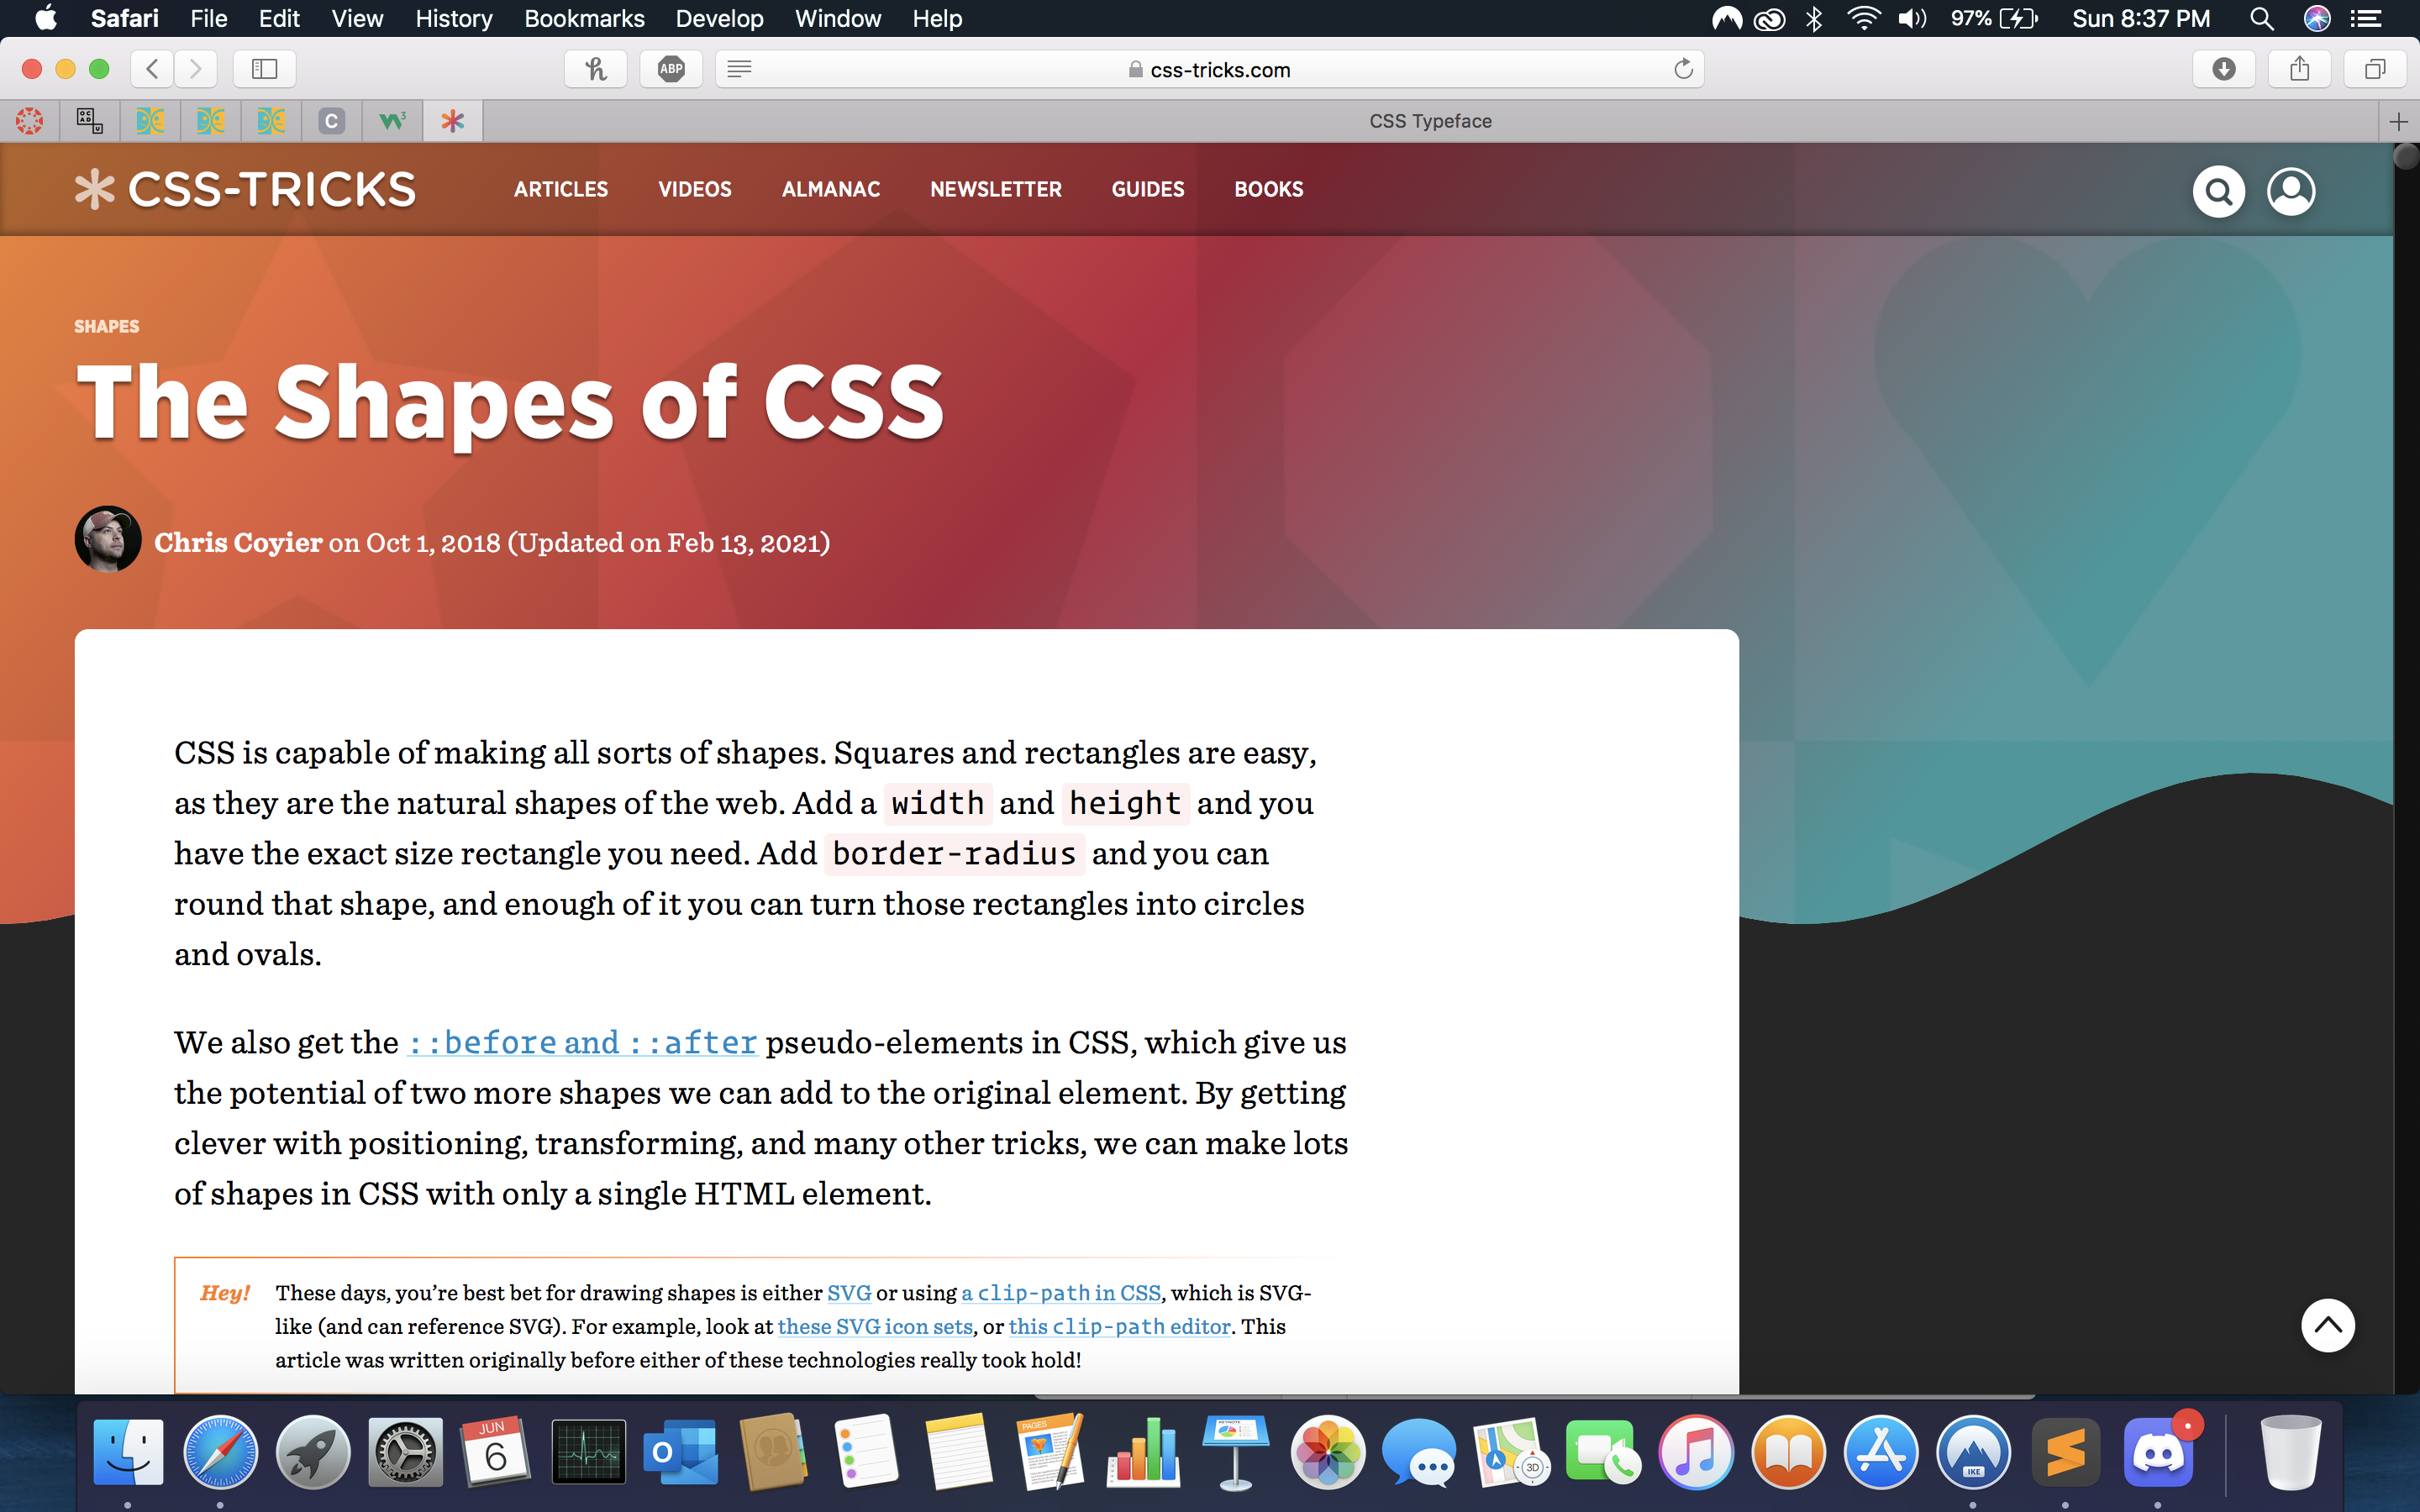 Safari File Edit View History Bookmarks Develop Window Help 97% Sun 8:37 PM
h ABP css-tricks.com
OCAD U C W3 CSS Typeface
CSS-TRICKS ARTICLES VIDEOS ALMANAC NEWSLETTER GUIDES BOOKS
SHAPES
The Shapes of CSS
Chris Coyier on Oct 1, 2018 (Updated on Feb 13, 2021)
CSS is capable of making all sorts of shapes. Squares and rectangles are easy,
as they are the natural shapes of the web. Add a width and height and you
have the exact size rectangle you need. Add border-radius and you can
round that shape, and enough of it you can turn those rectangles into circles
and ovals.
We also get the ::before and ::after pseudo-elements in CSS, which give us
the potential of two more shapes we can add to the original element. By getting
clever with positioning, transforming, and many other tricks, we can make lots
of shapes in CSS with only a single HTML element.
Hey! These days, you’re best bet for drawing shapes is either SVG or using a clip-path in CSS, which is SVG-
like (and can reference SVG). For example, look at these SVG icon sets, or this clip-path editor. This
article was written originally before either of these technologies really took hold!
JUN 6 O PAGES KEYNOTE 3D IKE